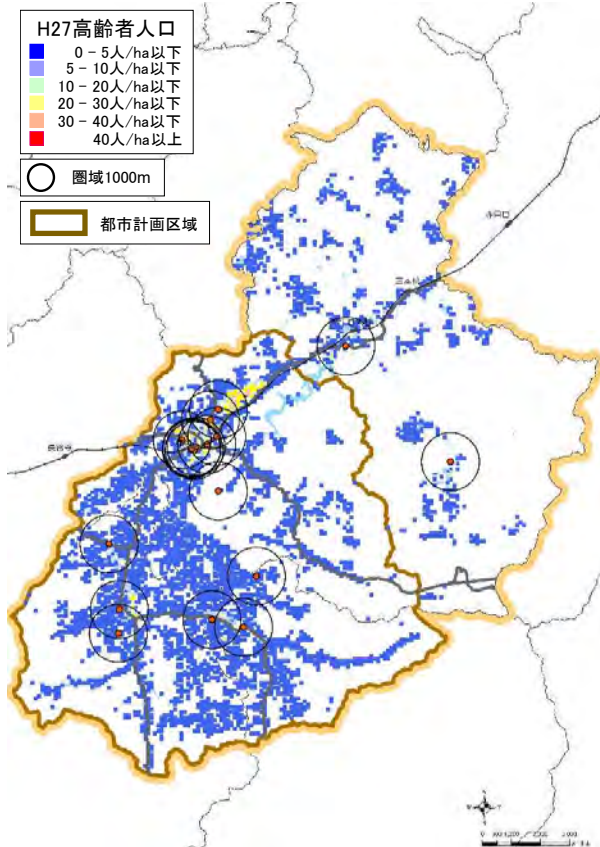 H27高齢者人口
0 - 5人/ha以下
5 - 10人/ha以下
10 - 20人/ha以下
20 - 30人/ha以下
30 - 40人/ha以下
40人/ha以上
圏域1000m
都市計画区域